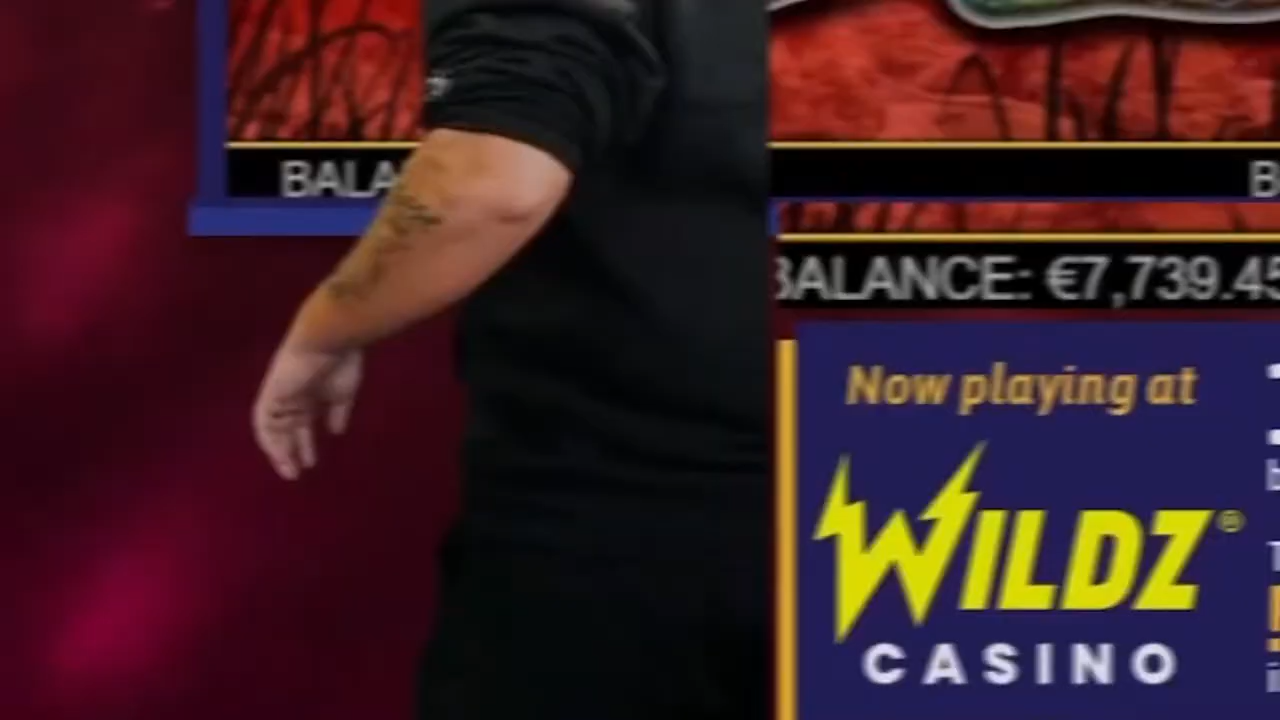 BALA
BALANCE: €7,739.45
Now playing at
WILDZ®
CASINO